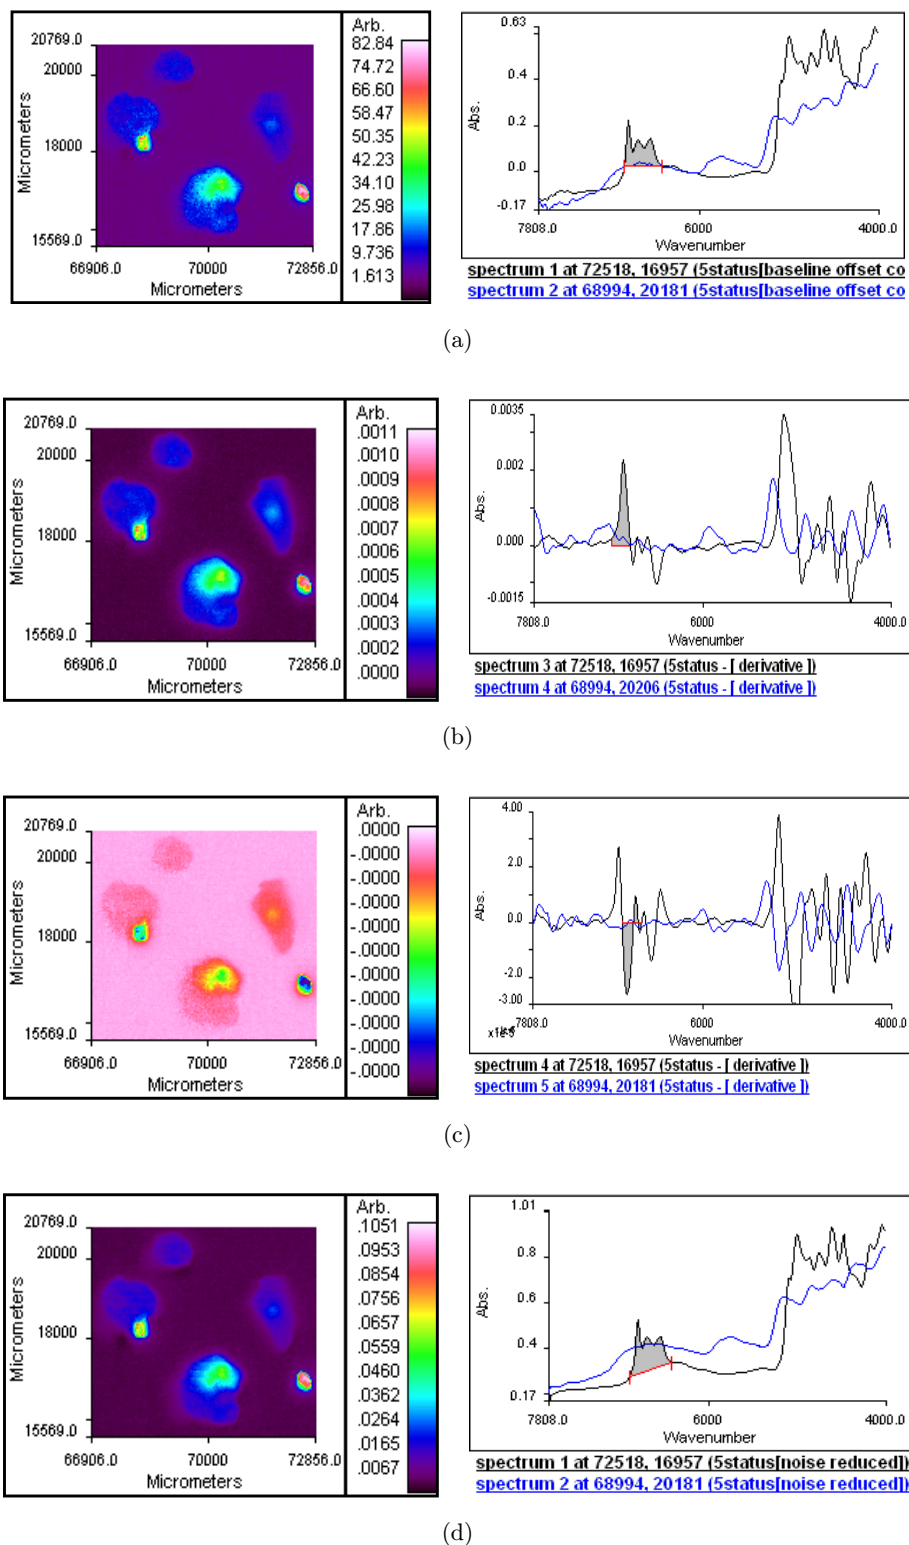 Arb.
20769.0
20000
18000
15569.0
Micrometers
66906.0 70000 72856.0
Micrometers
82.84
74.72
66.60
58.47
50.35
42.23
34.10
25.98
17.86
9.736
1.613
0.63
0.4
0.2
0.0
-0.17
Abs.
7808.0 6000 4000.0
Wavenumber
spectrum 1 at 72518, 16957 (5status[baseline offset co
spectrum 2 at 68994, 20181 (5status[baseline offset co
(a)
Arb.
20769.0
20000
18000
15569.0
Micrometers
66906.0 70000 72856.0
Micrometers
.0011
.0010
.0009
.0008
.0007
.0006
.0005
.0004
.0003
.0002
.0000
0.0035
0.002
0.000
-0.0015
Abs.
7808.0 6000 4000.0
Wavenumber
spectrum 3 at 72518, 16957 (5status - [ derivative ])
spectrum 4 at 68994, 20206 (5status - [ derivative ])
(b)
Arb.
20769.0
20000
18000
15569.0
Micrometers
66906.0 70000 72856.0
Micrometers
.0000
-.0000
-.0000
-.0000
-.0000
-.0000
-.0000
-.0000
-.0000
-.0000
-.0000
4.00
2.0
0.0
-2.0
-3.00
Abs.
7808.0 6000 4000.0
Wavenumber
spectrum 4 at 72518, 16957 (5status - [ derivative ])
spectrum 5 at 68994, 20181 (5status - [ derivative ])
(c)
Arb.
20769.0
20000
18000
15569.0
Micrometers
66906.0 70000 72856.0
Micrometers
.1051
.0953
.0854
.0756
.0657
.0559
.0460
.0362
.0264
.0165
.0067
1.01
0.8
0.6
0.4
0.17
Abs.
7808.0 6000 4000.0
Wavenumber
spectrum 1 at 72518, 16957 (5status[noise reduced])
spectrum 2 at 68994, 20181 (5status[noise reduced])
(d)